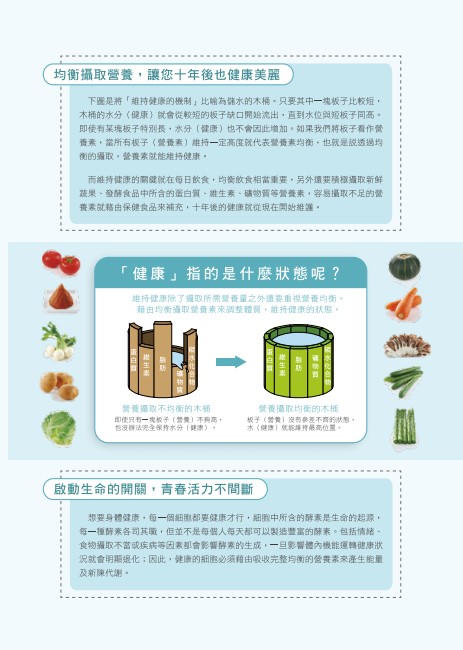 均衡攝取營養，讓您十年後也健康美麗
下圖是將「維持健康的機制」比喻為儲水的木桶。只要其中一塊板子比較短，
木桶的水分（健康）就會從較短的板子缺口開始流出，直到水位與短板子同高。
即使有某塊板子特別長，水分（健康）也不會因此增加。如果我們將板子看作營
養素，當所有板子（營養素）維持一定高度就代表營養素均衡，也就是説透過均
衡的攝取，營養素就能維持健康。
而維持健康的關鍵就在每日飲食，均衡飲食相當重要，另外還要積極攝取新鮮
蔬果、發酵食品中所含的蛋白質、維生素、礦物質等營養素，容易攝取不足的營
養素就藉由保健食品來補充，十年後的健康就從現在開始維護。
「健康」指的是什麼狀態呢？
維持健康除了攝取所需營養量之外還要重視營養均衡。
藉由均衡攝取營養素來調整體質，維持健康的狀態。
蛋白質
維生素
脂肪
礦物質
碳水化合物
蛋白質
維生素
脂肪
礦物質
碳水化合物
營養攝取不均衡的木桶
即使只有一塊板子（營養）不夠高，
也沒辦法完全保持水分（健康）。
營養攝取均衡的木桶
板子（營養）沒有參差不齊的狀態，
水（健康）就能維持最高位置。
啟動生命的開關，青春活力不間斷
想要身體健康，每一個細胞都要健康才行，細胞中所含的酵素是生命的起源，
每一種酵素各司其職，但並不是每個人每天都可以製造豐富的酵素。包括情緒、
食物攝取不當或疾病等因素都會影響酵素的生成，一旦影響體內機能運轉健康狀
況就會明顯退化；因此，健康的細胞必須藉由吸收完整均衡的營養素來產生能量
及新陳代謝。